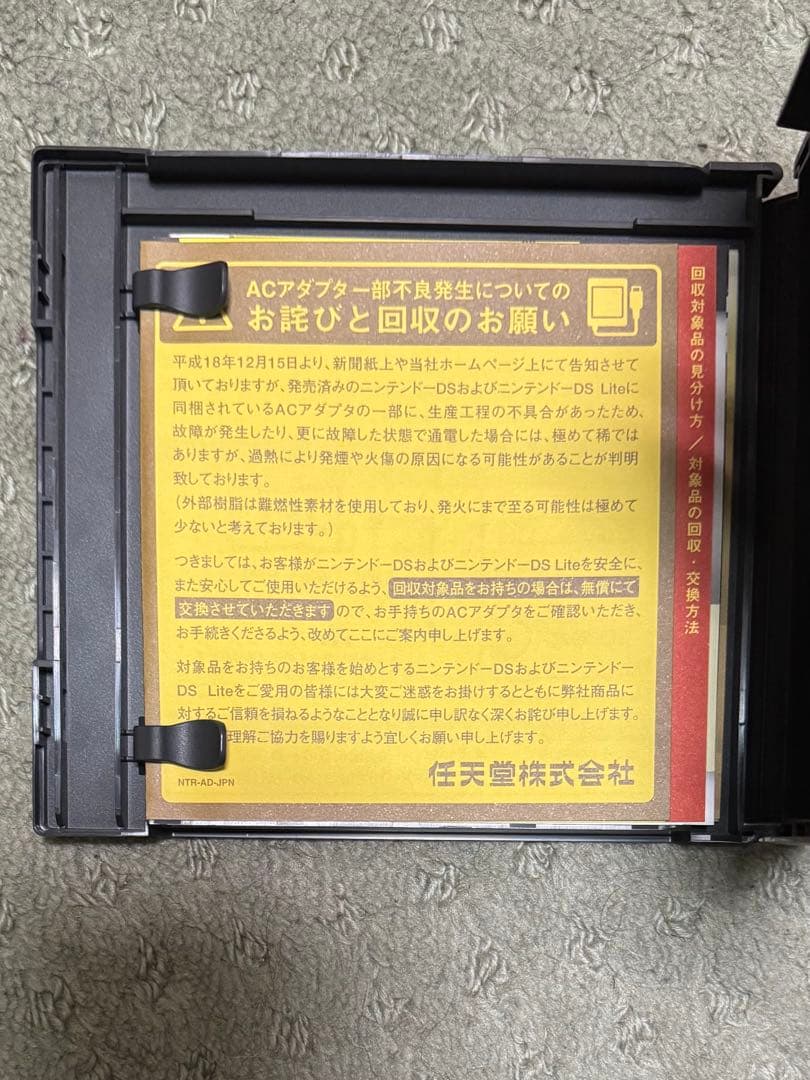 ACアダプター部不良発生についての
お詫びと回収のお願い
平成18年12月15日より、新聞紙上や当社ホームページ上にて告知させて
頂いておりますが、発売済みのニンテンドーDSおよびニンテンドーDS Liteに
同梱されているACアダプタの一部に、生産工程の不具合があったため、
故障が発生したり、更に故障した状態で通電した場合には、極めて稀では
ありますが、過熱により発煙や火傷の原因になる可能性があることが判明
致しております。
(外部樹脂は難燃性素材を使用しており、発火にまで至る可能性は極めて
少ないと考えております。)
つきましては、お客様がニンテンドーDSおよびニンテンドーDS Liteを安全に、
また安心してご使用いただけるよう、回収対象品をお持ちの場合は、無償にて
交換させていただきますので、お手持ちのACアダプタをご確認いただき、
お手続きくださるよう、改めてここにご案内申し上げます。
対象品をお持ちのお客様を始めとするニンテンドーDSおよびニンテンドー
DS Liteをご愛用の皆様には大変ご迷惑をお掛けするとともに弊社商品に
対するご信頼を損ねるようなこととなり誠に申し訳なく深くお詫び申し上げます。
理解ご協力を賜りますよう宜しくお願い申し上げます。
NTR-AD-JPN
任天堂株式会社
回収対象品の見分け方／対象品の回収・交換方法